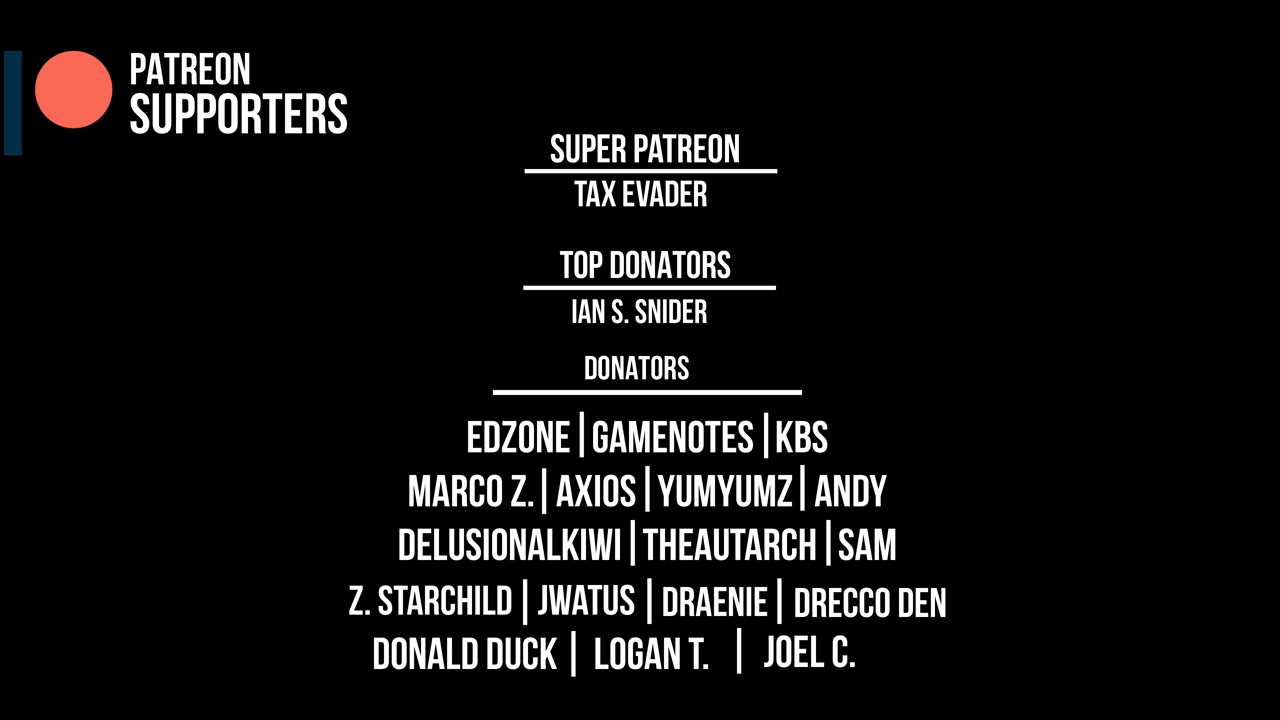 PATREON
SUPPORTERS
SUPER PATREON
TAX EVADER
TOP DONATORS
IAN S. SNIDER
DONATORS
EDZONE | GAMENOTES | KBS
MARCO Z. | AXIOS | YUMYUMZ | ANDY
DELUSIONALKIWI | THEAUTARCH | SAM
Z. STARCHILD | JWATUS | DRAENIE | DRECCO DEN
DONALD DUCK | LOGAN T. | JOEL C.